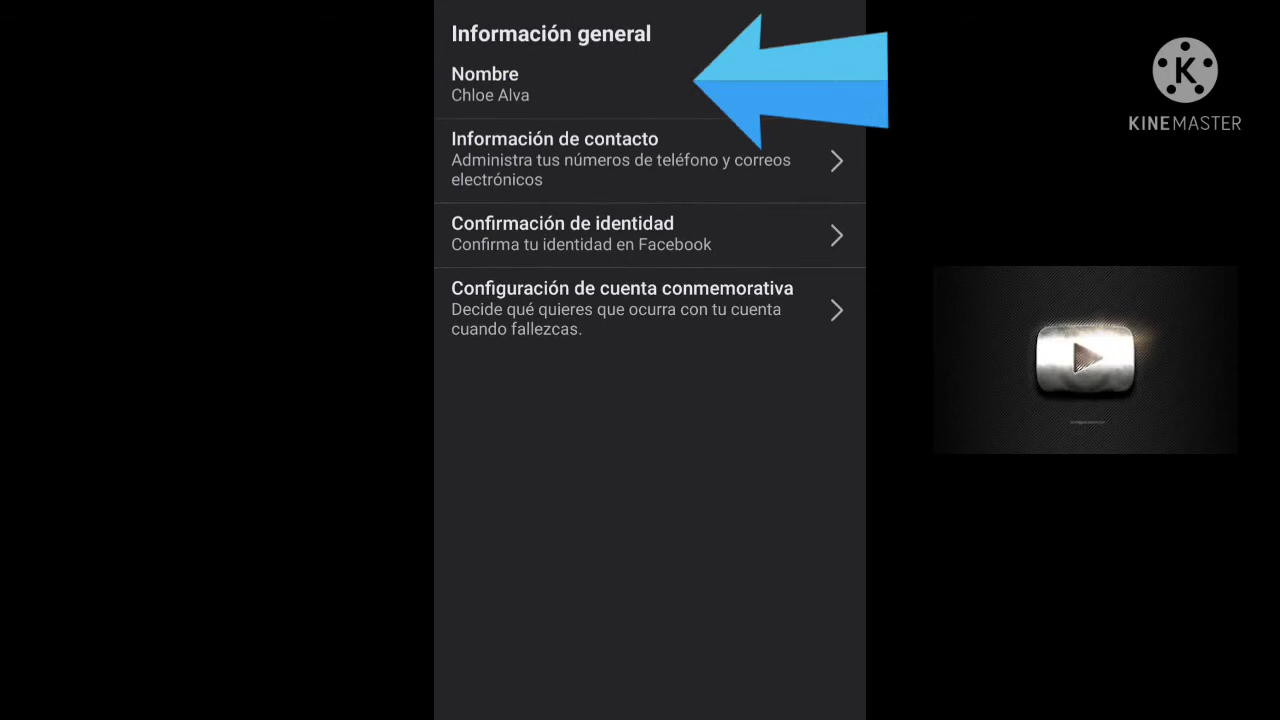 Información general
Nombre
Chloe Alva
Información de contacto
Administra tus números de teléfono y correos
electrónicos
Confirmación de identidad
Confirma tu identidad en Facebook
Configuración de cuenta conmemorativa
Decide qué quieres que ocurra con tu cuenta
cuando fallezcas.
K
KINEMASTER